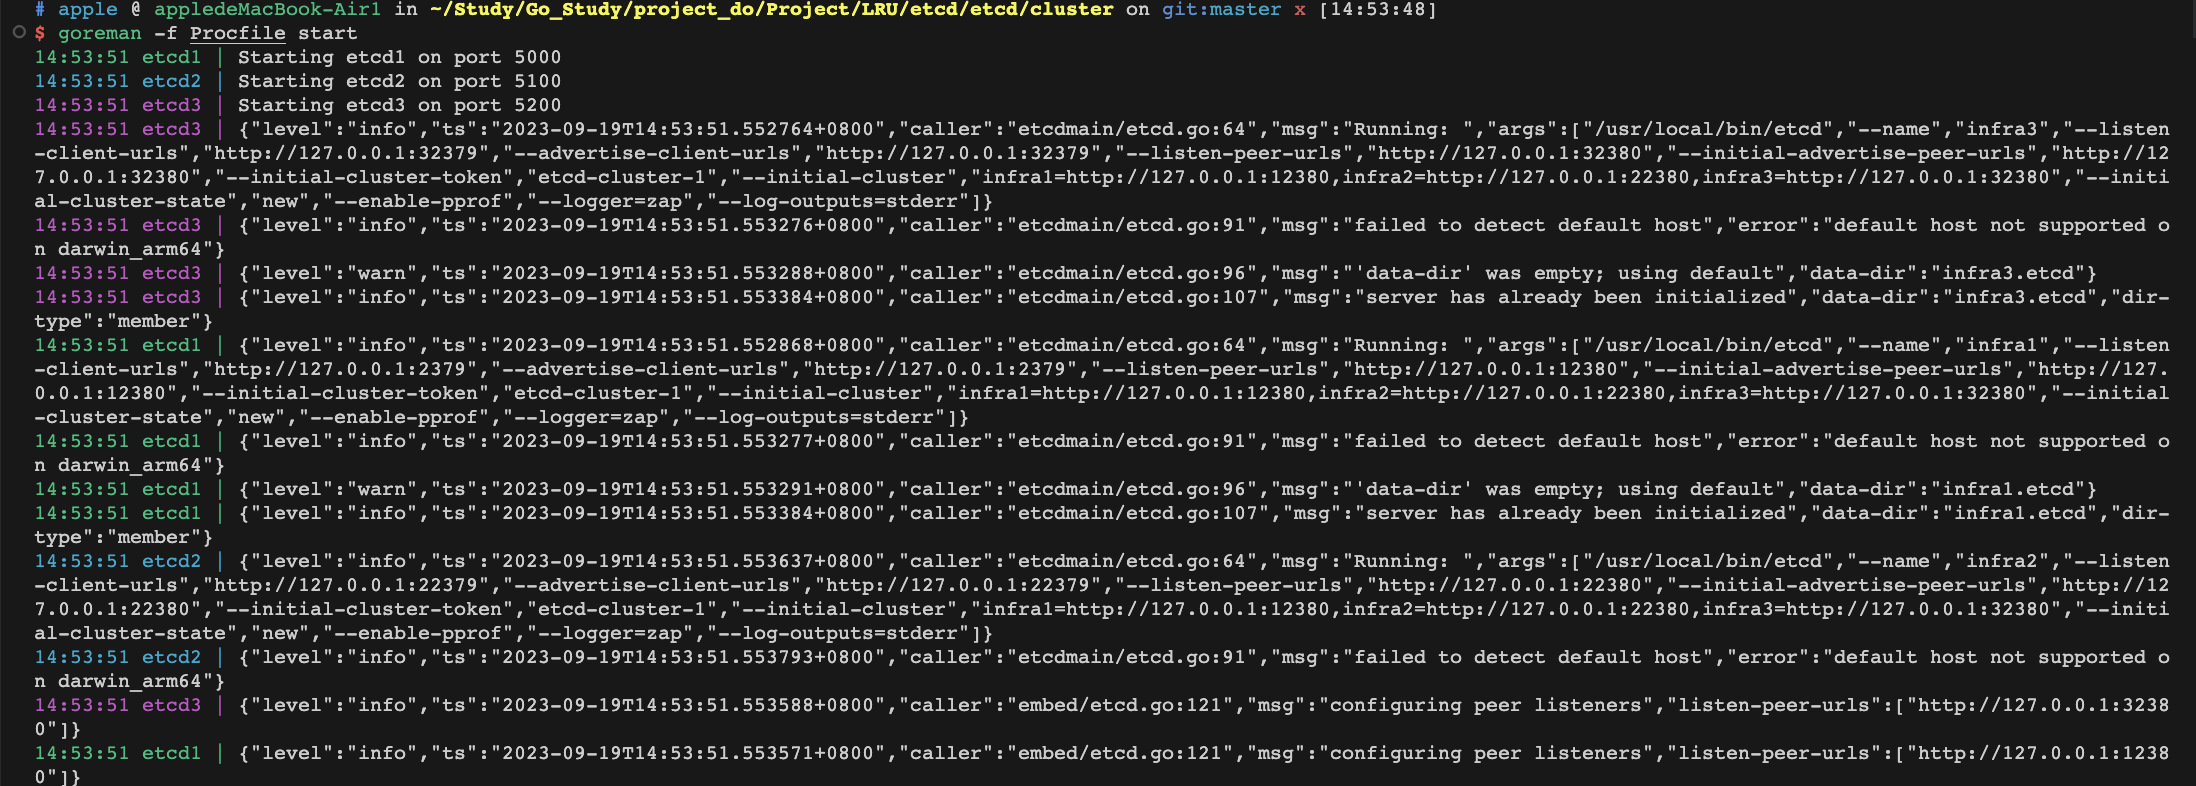 # apple @ appledeMacBook-Air1 in ~/Study/Go_Study/project_do/Project/LRU/etcd/etcd/cluster on git:master x [14:53:48]
$ goreman -f Procfile start
14:53:51 etcd1 | Starting etcd1 on port 5000
14:53:51 etcd2 | Starting etcd2 on port 5100
14:53:51 etcd3 | Starting etcd3 on port 5200
14:53:51 etcd3 | {"level":"info","ts":"2023-09-19T14:53:51.552764+0800","caller":"etcdmain/etcd.go:64","msg":"Running: ","args":["/usr/local/bin/etcd","--name","infra3","--listen
-client-urls","http://127.0.0.1:32379","--advertise-client-urls","http://127.0.0.1:32379","--listen-peer-urls","http://127.0.0.1:32380","--initial-advertise-peer-urls","http://12
7.0.0.1:32380","--initial-cluster-token","etcd-cluster-1","--initial-cluster","infra1=http://127.0.0.1:12380,infra2=http://127.0.0.1:22380,infra3=http://127.0.0.1:32380","--initi
al-cluster-state","new","--enable-pprof","--logger=zap","--log-outputs=stderr"]}
14:53:51 etcd3 | {"level":"info","ts":"2023-09-19T14:53:51.553276+0800","caller":"etcdmain/etcd.go:91","msg":"failed to detect default host","error":"default host not supported o
n darwin_arm64"}
14:53:51 etcd3 | {"level":"warn","ts":"2023-09-19T14:53:51.553288+0800","caller":"etcdmain/etcd.go:96","msg":"'data-dir' was empty; using default","data-dir":"infra3.etcd"}
14:53:51 etcd3 | {"level":"info","ts":"2023-09-19T14:53:51.553384+0800","caller":"etcdmain/etcd.go:107","msg":"server has already been initialized","data-dir":"infra3.etcd","dir-
type":"member"}
14:53:51 etcd1 | {"level":"info","ts":"2023-09-19T14:53:51.552868+0800","caller":"etcdmain/etcd.go:64","msg":"Running: ","args":["/usr/local/bin/etcd","--name","infra1","--listen
-client-urls","http://127.0.0.1:2379","--advertise-client-urls","http://127.0.0.1:2379","--listen-peer-urls","http://127.0.0.1:12380","--initial-advertise-peer-urls","http://127.
0.0.1:12380","--initial-cluster-token","etcd-cluster-1","--initial-cluster","infra1=http://127.0.0.1:12380,infra2=http://127.0.0.1:22380,infra3=http://127.0.0.1:32380","--initial
-cluster-state","new","--enable-pprof","--logger=zap","--log-outputs=stderr"]}
14:53:51 etcd1 | {"level":"info","ts":"2023-09-19T14:53:51.553277+0800","caller":"etcdmain/etcd.go:91","msg":"failed to detect default host","error":"default host not supported o
n darwin_arm64"}
14:53:51 etcd1 | {"level":"warn","ts":"2023-09-19T14:53:51.553291+0800","caller":"etcdmain/etcd.go:96","msg":"'data-dir' was empty; using default","data-dir":"infra1.etcd"}
14:53:51 etcd1 | {"level":"info","ts":"2023-09-19T14:53:51.553384+0800","caller":"etcdmain/etcd.go:107","msg":"server has already been initialized","data-dir":"infra1.etcd","dir-
type":"member"}
14:53:51 etcd2 | {"level":"info","ts":"2023-09-19T14:53:51.553637+0800","caller":"etcdmain/etcd.go:64","msg":"Running: ","args":["/usr/local/bin/etcd","--name","infra2","--listen
-client-urls","http://127.0.0.1:22379","--advertise-client-urls","http://127.0.0.1:22379","--listen-peer-urls","http://127.0.0.1:22380","--initial-advertise-peer-urls","http://12
7.0.0.1:22380","--initial-cluster-token","etcd-cluster-1","--initial-cluster","infra1=http://127.0.0.1:12380,infra2=http://127.0.0.1:22380,infra3=http://127.0.0.1:32380","--initi
al-cluster-state","new","--enable-pprof","--logger=zap","--log-outputs=stderr"]}
14:53:51 etcd2 | {"level":"info","ts":"2023-09-19T14:53:51.553793+0800","caller":"etcdmain/etcd.go:91","msg":"failed to detect default host","error":"default host not supported o
n darwin_arm64"}
14:53:51 etcd3 | {"level":"info","ts":"2023-09-19T14:53:51.553588+0800","caller":"embed/etcd.go:121","msg":"configuring peer listeners","listen-peer-urls":["http://127.0.0.1:3238
0"]}
14:53:51 etcd1 | {"level":"info","ts":"2023-09-19T14:53:51.553571+0800","caller":"embed/etcd.go:121","msg":"configuring peer listeners","listen-peer-urls":["http://127.0.0.1:1238
0"]}